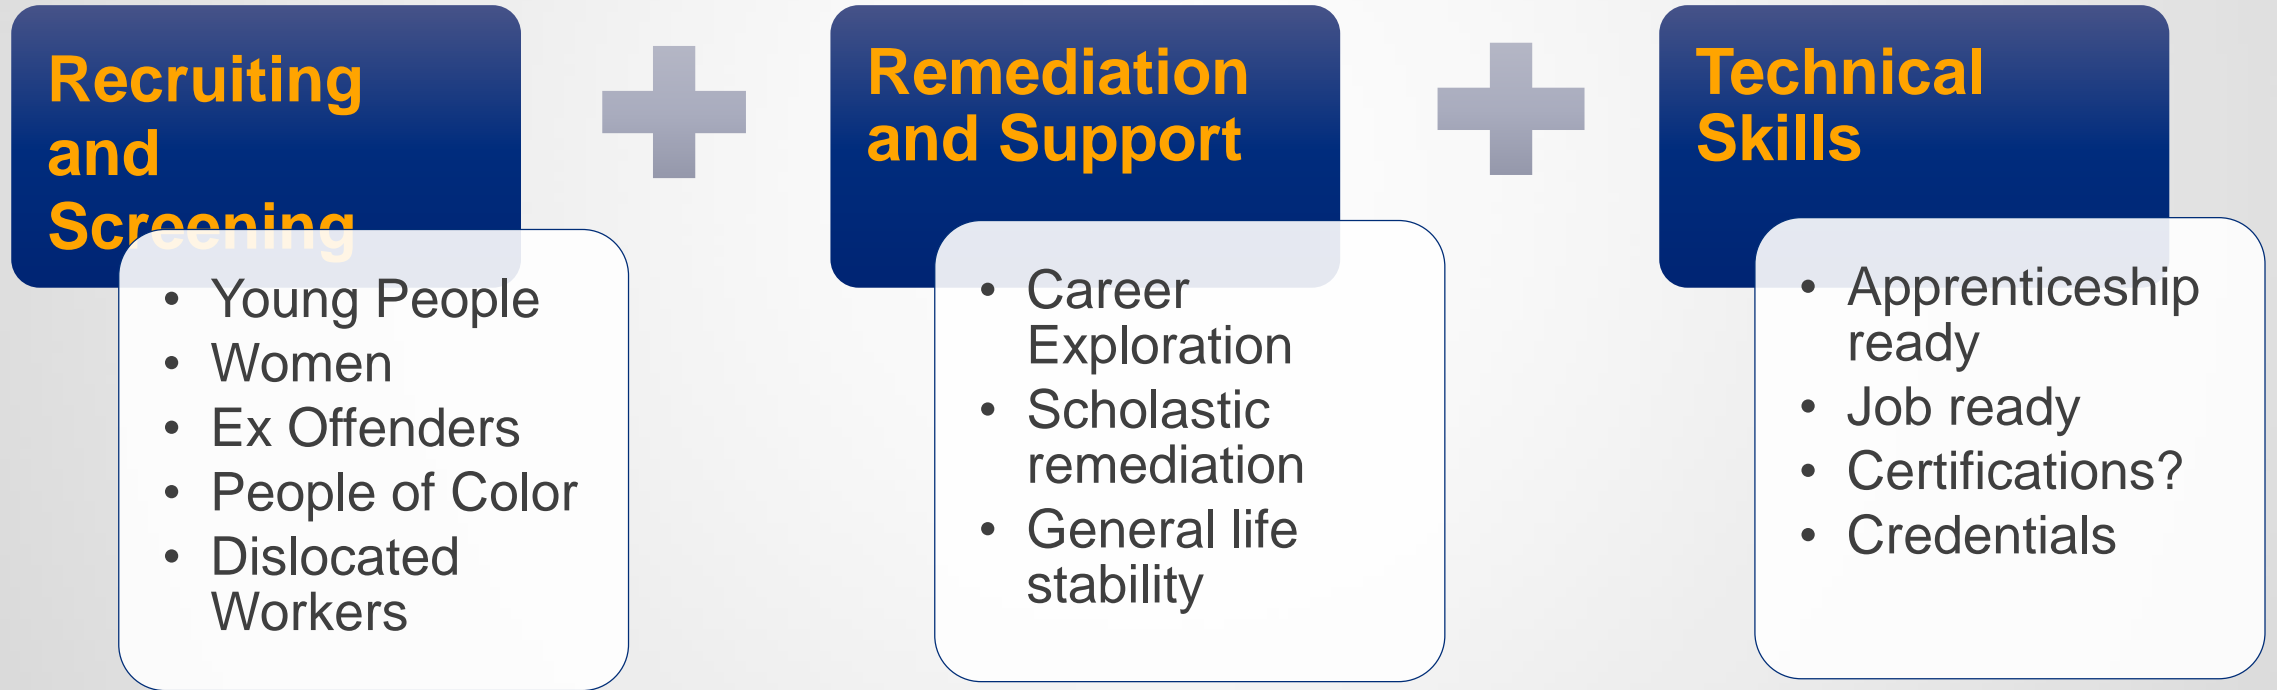 Recruiting
and
Screening
• Young People
• Women
• Ex Offenders
• People of Color
• Dislocated
Workers
Remediation
and Support
• Career
Exploration
• Scholastic
remediation
• General life
stability
Technical
Skills
• Apprenticeship
ready
• Job ready
• Certifications?
• Credentials